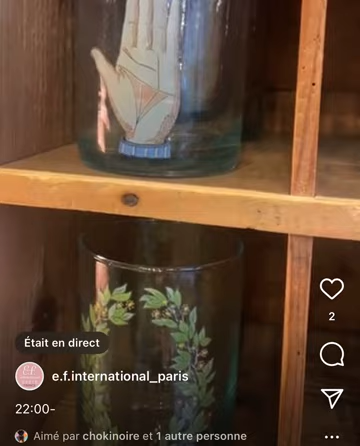 2
Était en direct
e.f.international_paris
22:00-
Aimé par chokinoire et 1 autre personne